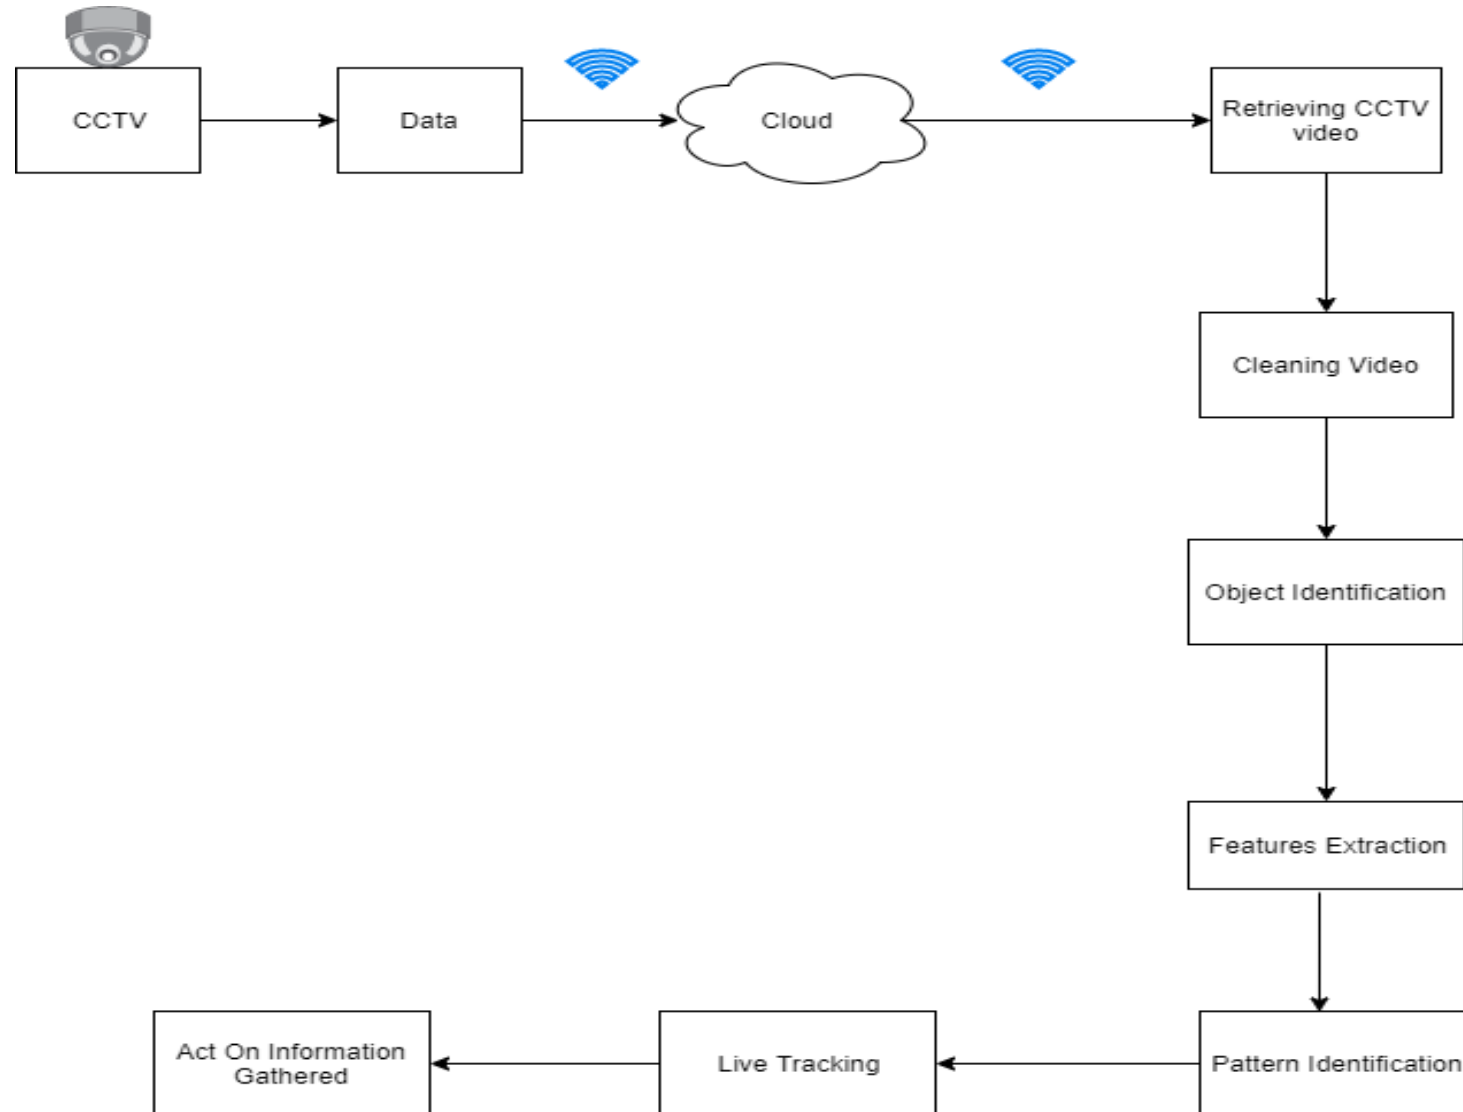 CCTV
Data
Cloud
Retrieving CCTV
video
Cleaning Video
Object Identification
Features Extraction
Pattern Identification
Live Tracking
Act On Information
Gathered